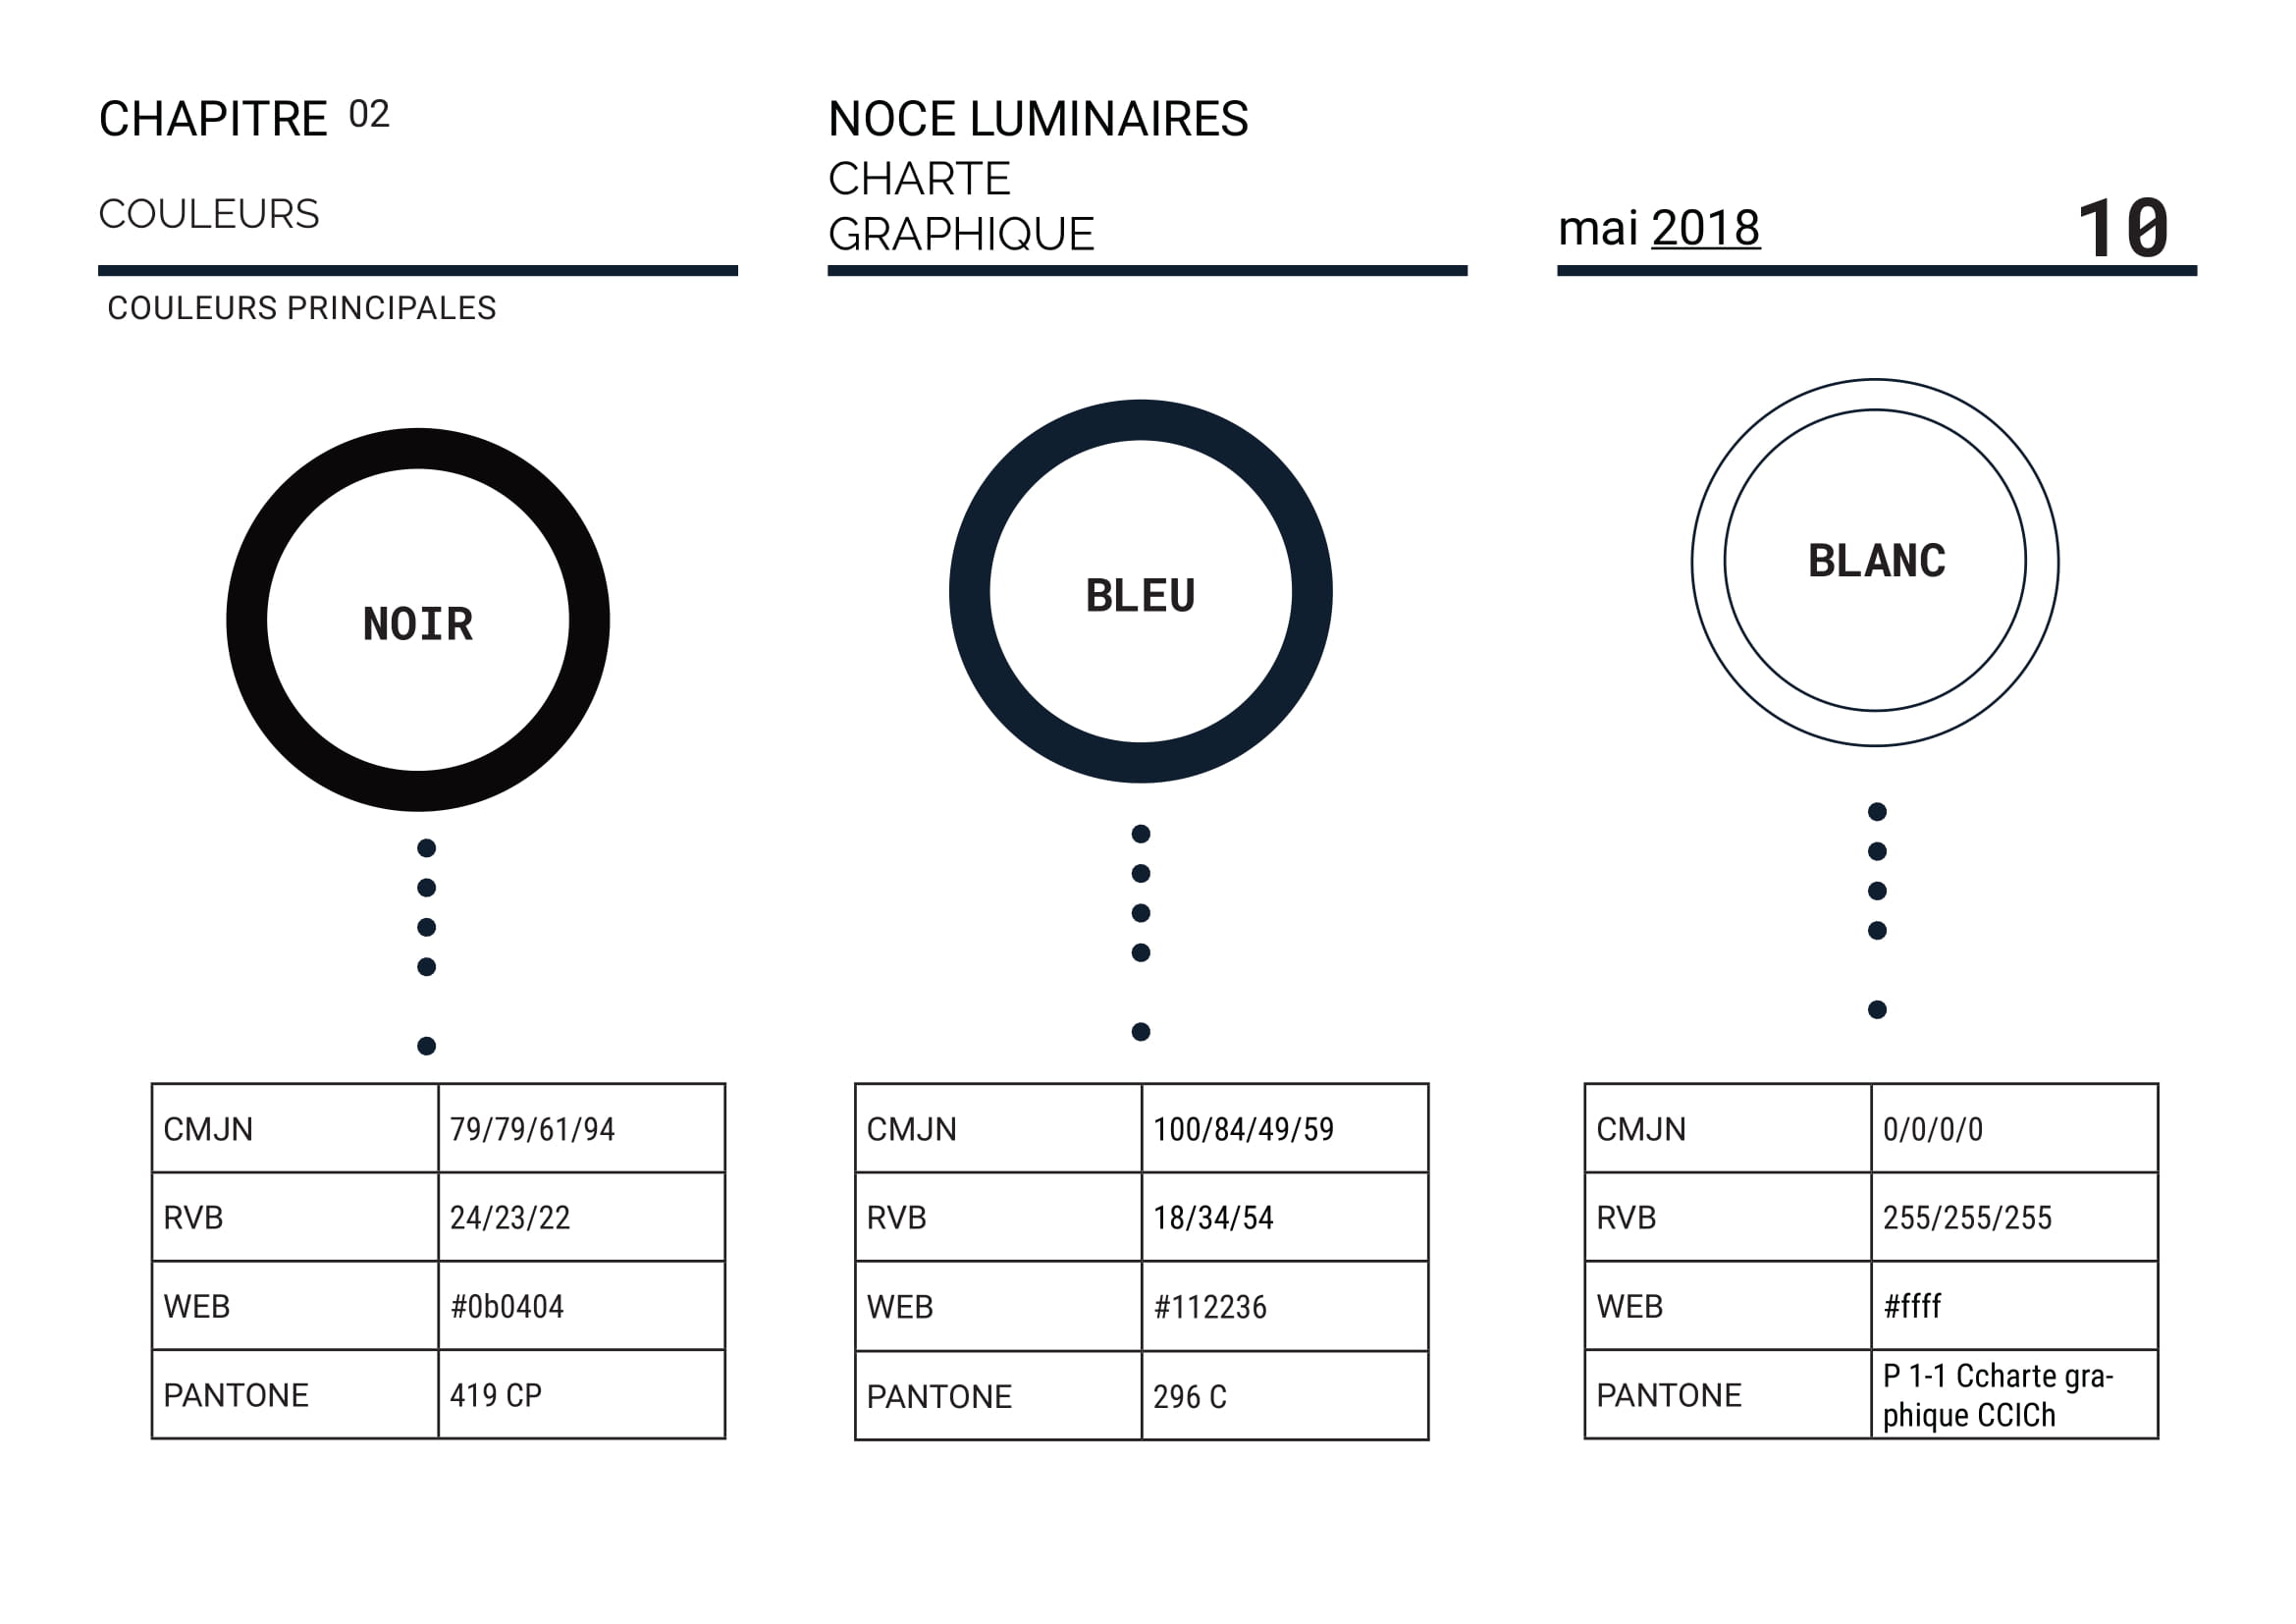 CHAPITRE 02
COULEURS
NOCE LUMINAIRES
CHARTE
GRAPHIQUE
mai 2018
10
COULEURS PRINCIPALES
NOIR
BLEU
BLANC
CMJN 79/79/61/94
RVB 24/23/22
WEB #0b0404
PANTONE 419 CP
CMJN 100/84/49/59
RVB 18/34/54
WEB #112236
PANTONE 296 C
CMJN 0/0/0/0
RVB 255/255/255
WEB #ffff
PANTONE P 1-1 Ccharte gra-
phique CCICh